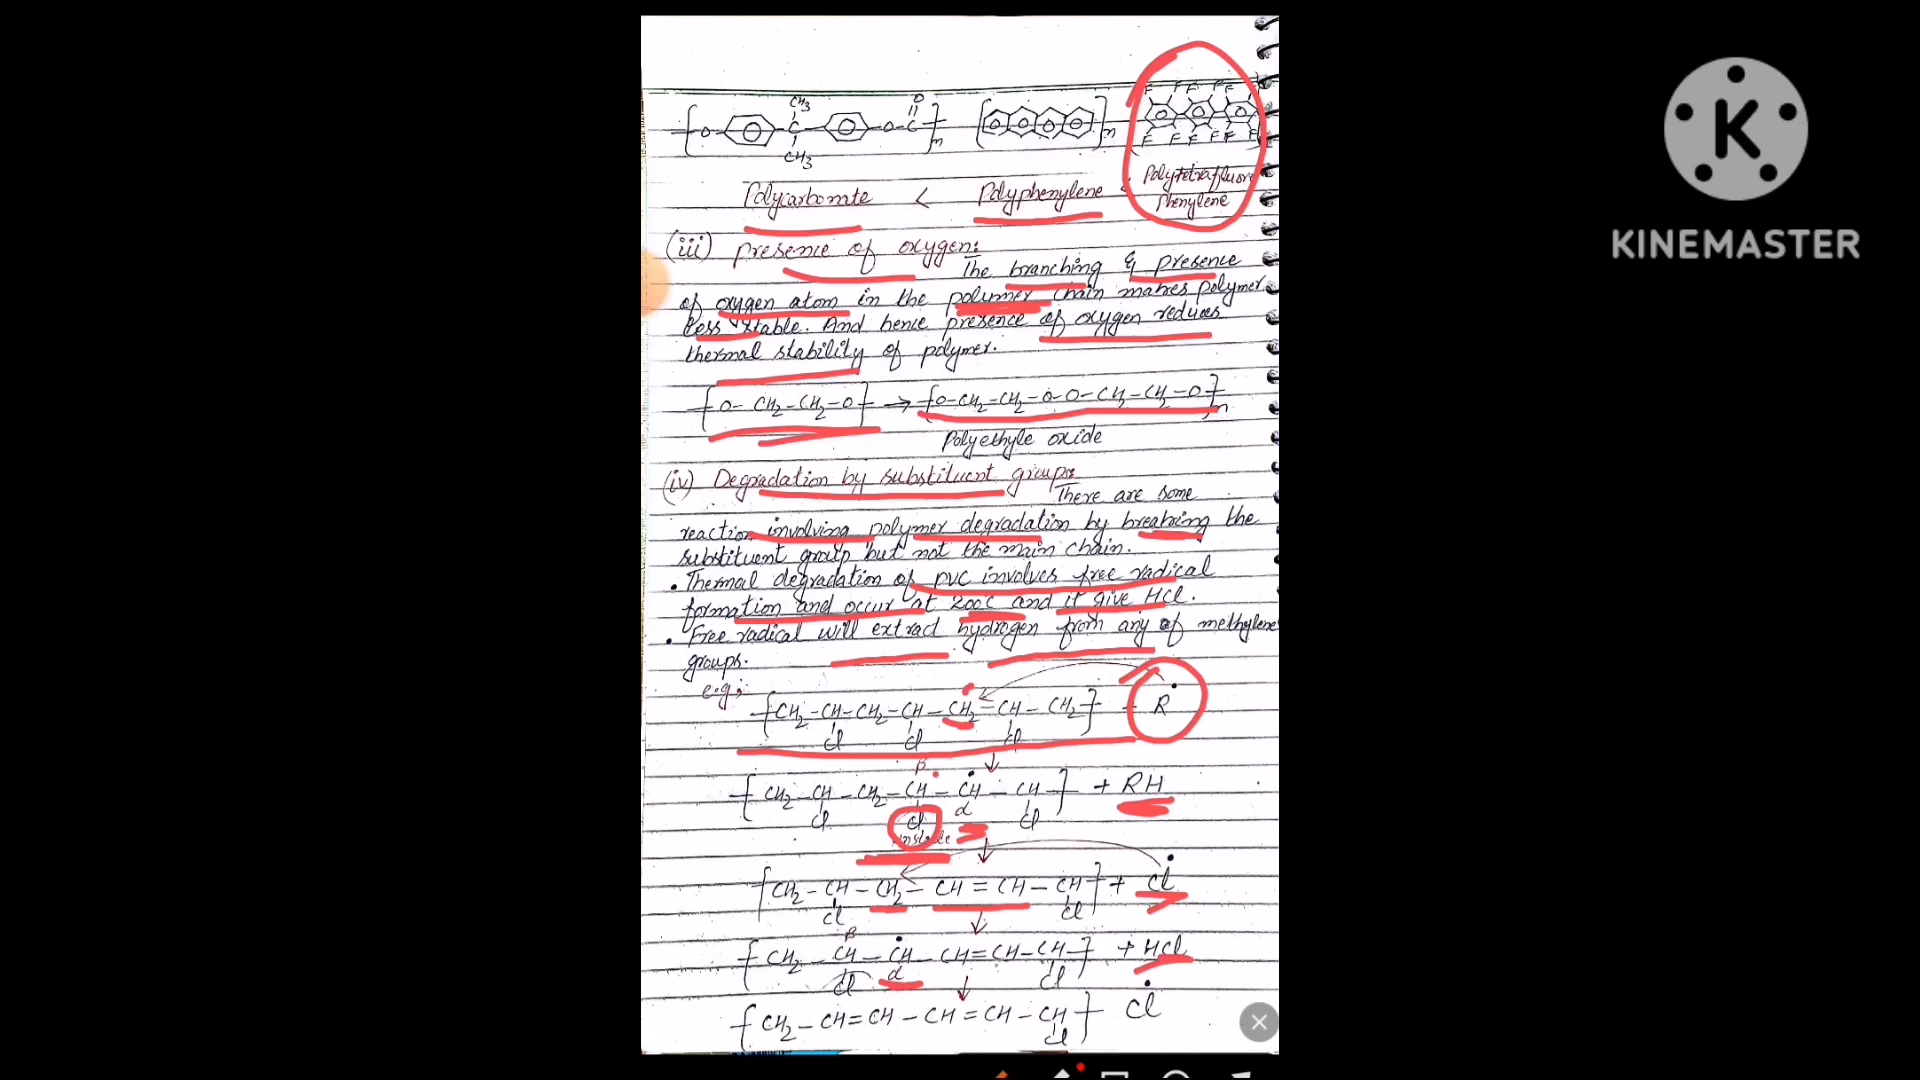 CH3
O
[O-C-O-C]n
CH3
F F F F F
n
F F F F F F
Polycarbonate < Polyphenylene < Polytetrafluoro
Phenylene
(iii) presence of oxygen:
The branching & presence
of oxygen atom in the polymer chain makes polymer
less stable. And hence presence of oxygen reduces
thermal stability of polymer.
[O-CH2-CH2-O] → [O-CH2-CH2-O-O-CH2-CH2-O]n
Polyethyle oxide
(iv) Degradation by substituent groups:
There are some
reaction involving polymer degradation by breaking the
substituent group but not the main chain.
• Thermal degradation of pvc involves free radical
formation and occur at 200c and it give HCl.
• Free radical will extract hydrogen from any of methylene
groups.
e.g;
[CH2-CH-CH2-CH-CH2-CH-CH2] + R•
Cl Cl Cl
β
[CH2-CH-CH2-CH-CH-CH] + RH
Cl Cl α Cl
[CH2-CH-CH2-CH=CH-CH] + Cl•
Cl Cl
β
[CH2-CH-CH-CH=CH-CH] + HCl
Cl α Cl
[CH2-CH=CH-CH=CH-CH] Cl•
Cl
K
KINEMASTER